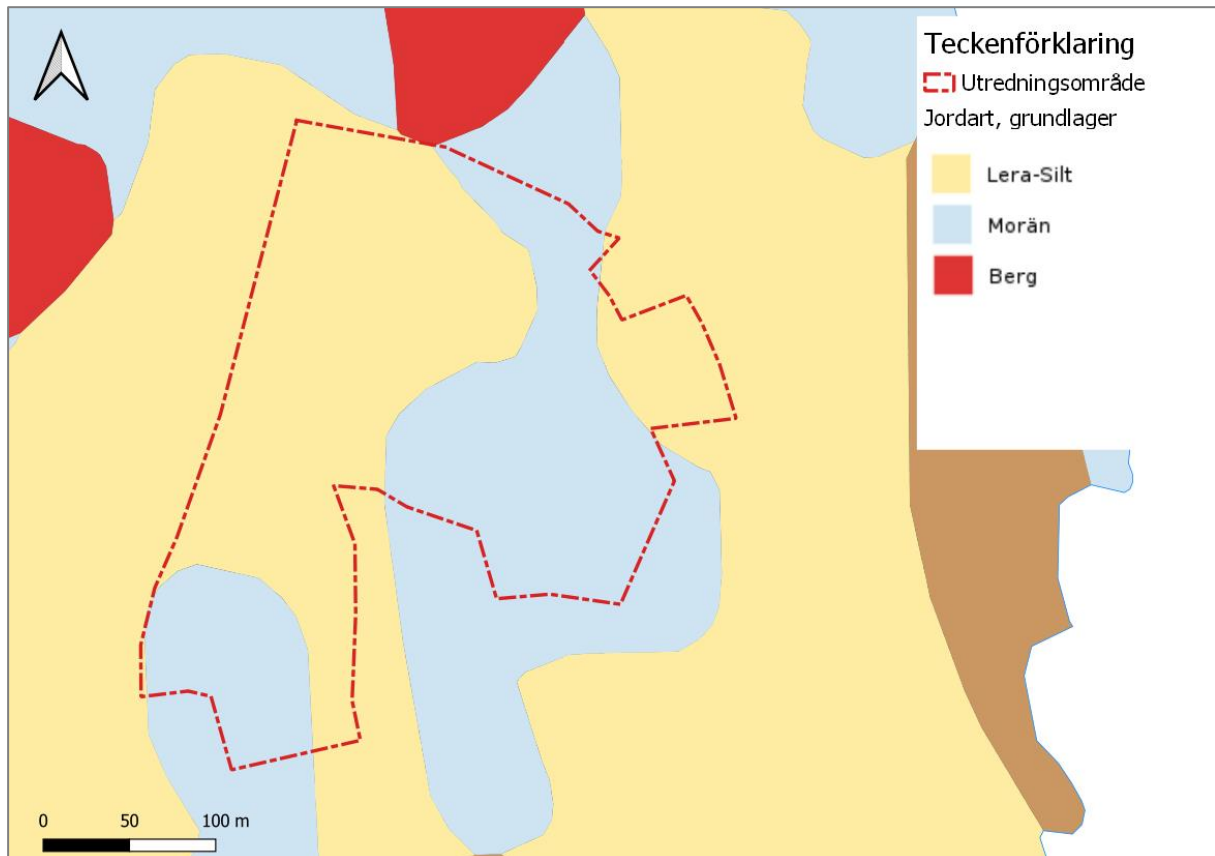 Teckenförklaring
Utredningsområde
Jordart, grundlager
Lera-Silt
Morän
Berg
0 50 100 m